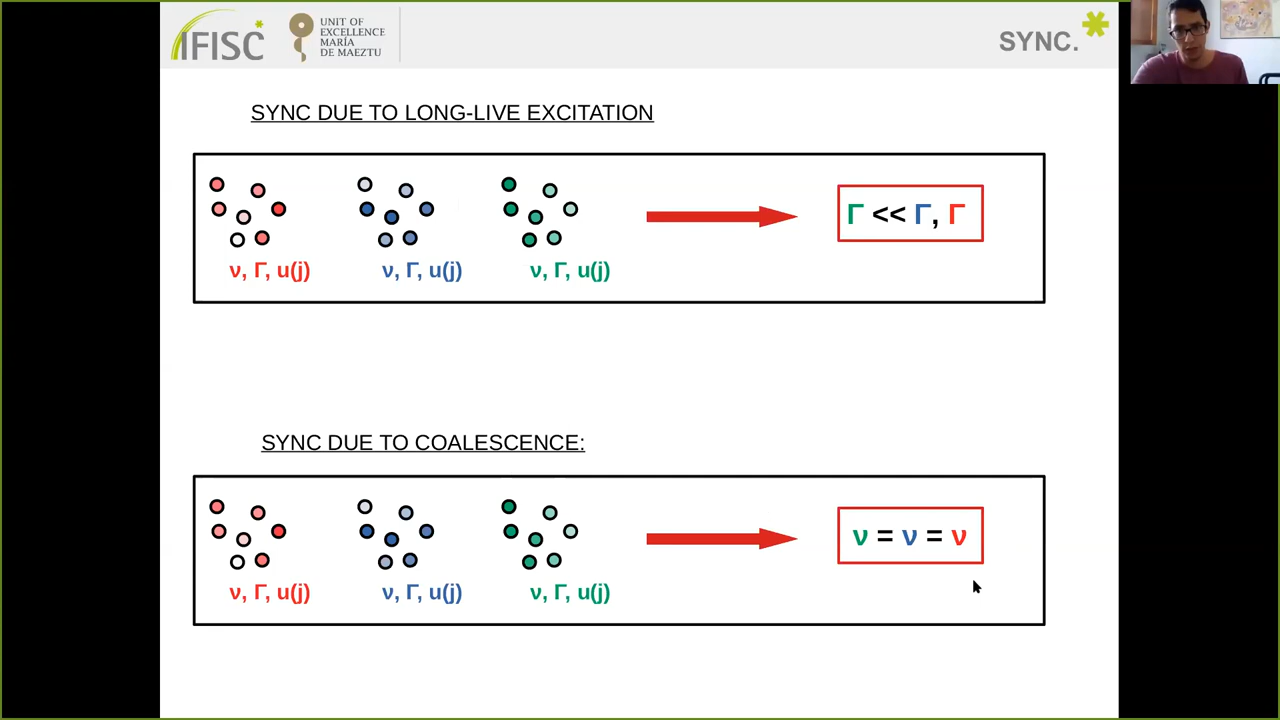 IFISC
UNIT OF
EXCELLENCE
MARÍA
DE MAEZTU
SYNC.
SYNC DUE TO LONG-LIVE EXCITATION
ν, Γ, u(j) ν, Γ, u(j) ν, Γ, u(j)
Γ << Γ, Γ
SYNC DUE TO COALESCENCE:
ν, Γ, u(j) ν, Γ, u(j) ν, Γ, u(j)
ν = ν = ν